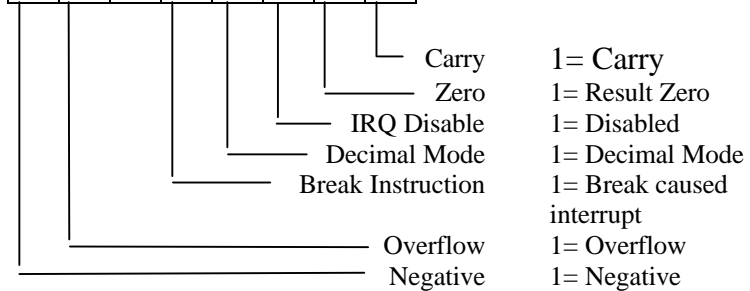 Carry 1= Carry
Zero 1= Result Zero
IRQ Disable 1= Disabled
Decimal Mode 1= Decimal Mode
Break Instruction 1= Break caused
interrupt
Overflow 1= Overflow
Negative 1= Negative